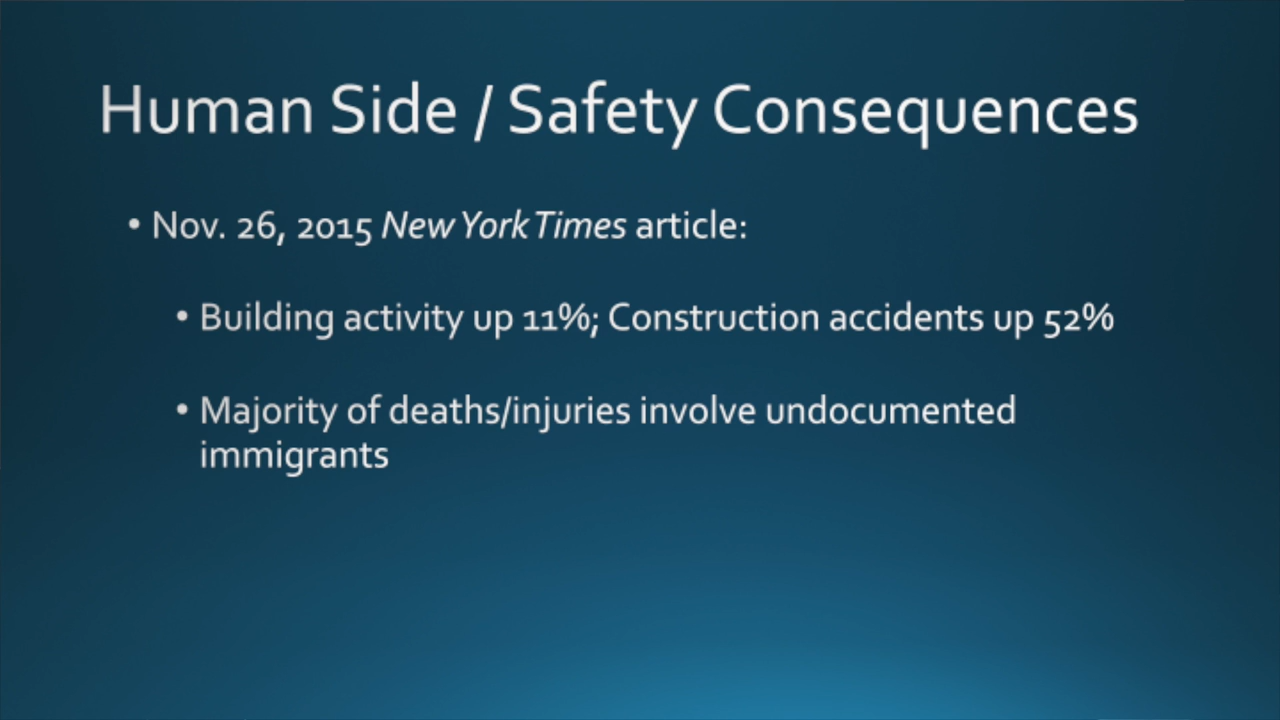 Human Side / Safety Consequences
• Nov. 26, 2015 New York Times article:
• Building activity up 11%; Construction accidents up 52%
• Majority of deaths/injuries involve undocumented
immigrants